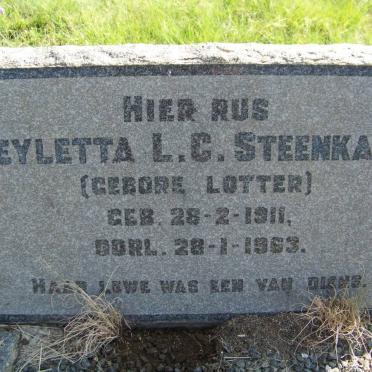 HIER RUS
EYLETTA L.C. STEENKA
(GEBORE LOTTER)
GEB. 28-2-1911,
OORL. 28-1-1963.
HAAR LEWE WAS EEN VAN DIENS.